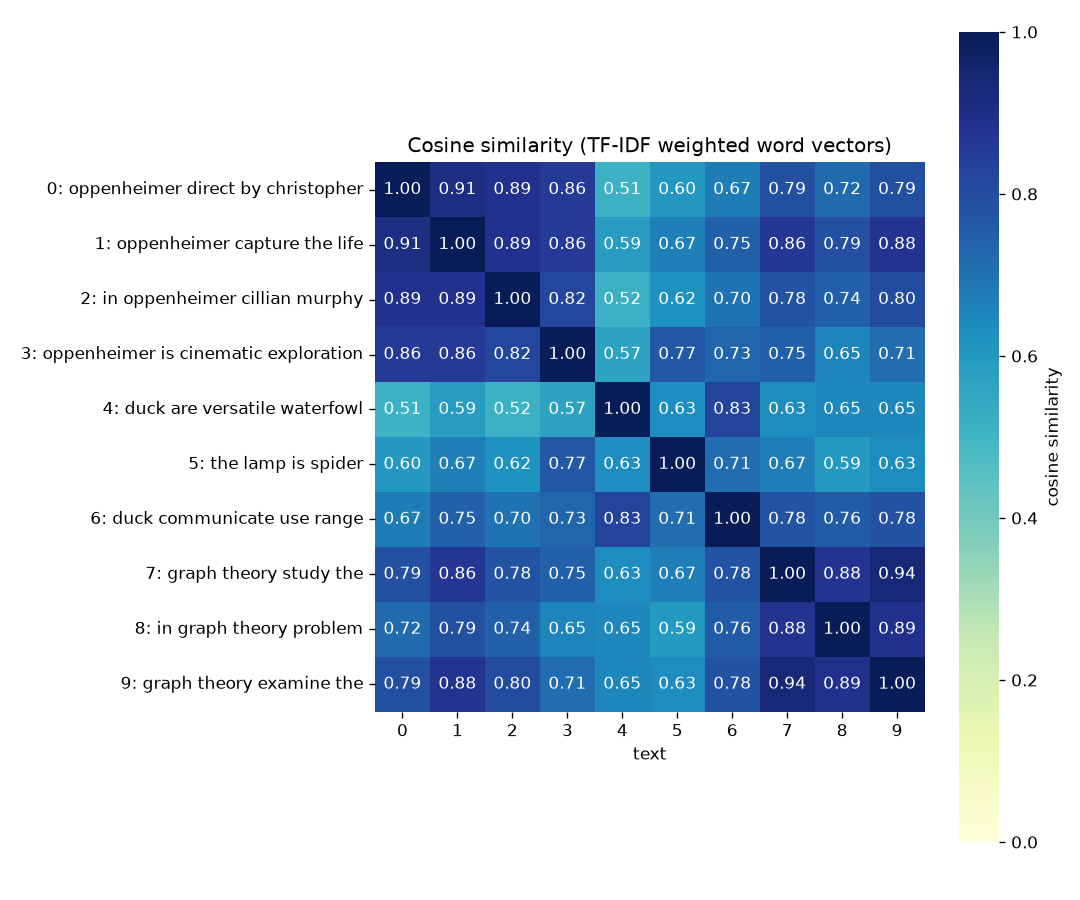 Cosine similarity (TF-IDF weighted word vectors)
0: oppenheimer direct by christopher 1.00 0.91 0.89 0.86 0.51 0.60 0.67 0.79 0.72 0.79
1: oppenheimer capture the life 0.91 1.00 0.89 0.86 0.59 0.67 0.75 0.86 0.79 0.88
2: in oppenheimer cillian murphy 0.89 0.89 1.00 0.82 0.52 0.62 0.70 0.78 0.74 0.80
3: oppenheimer is cinematic exploration 0.86 0.86 0.82 1.00 0.57 0.77 0.73 0.75 0.65 0.71
4: duck are versatile waterfowl 0.51 0.59 0.52 0.57 1.00 0.63 0.83 0.63 0.65 0.65
5: the lamp is spider 0.60 0.67 0.62 0.77 0.63 1.00 0.71 0.67 0.59 0.63
6: duck communicate use range 0.67 0.75 0.70 0.73 0.83 0.71 1.00 0.78 0.76 0.78
7: graph theory study the 0.79 0.86 0.78 0.75 0.63 0.67 0.78 1.00 0.88 0.94
8: in graph theory problem 0.72 0.79 0.74 0.65 0.65 0.59 0.76 0.88 1.00 0.89
9: graph theory examine the 0.79 0.88 0.80 0.71 0.65 0.63 0.78 0.94 0.89 1.00
0 1 2 3 4 5 6 7 8 9
text
1.0
0.8
0.6
0.4
0.2
0.0
cosine similarity